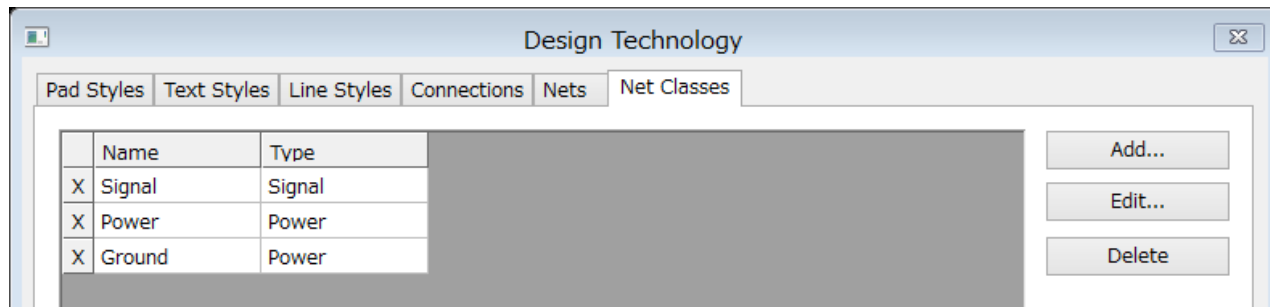 Design Technology
Pad Styles Text Styles Line Styles Connections Nets Net Classes
Name Type
X Signal Signal
X Power Power
X Ground Power
Add...
Edit...
Delete